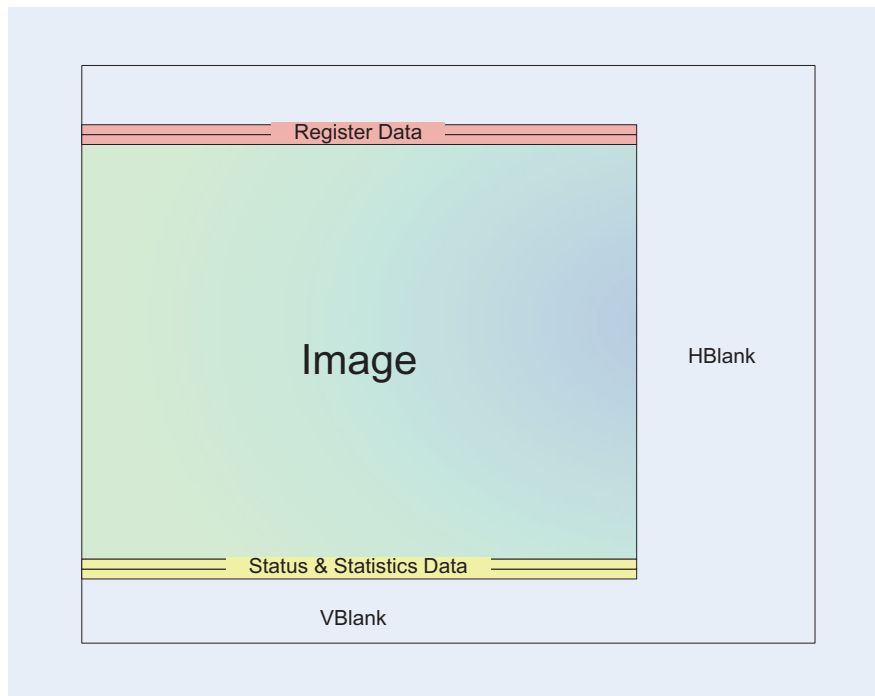 Register Data
Image
HBlank
Status & Statistics Data
VBlank